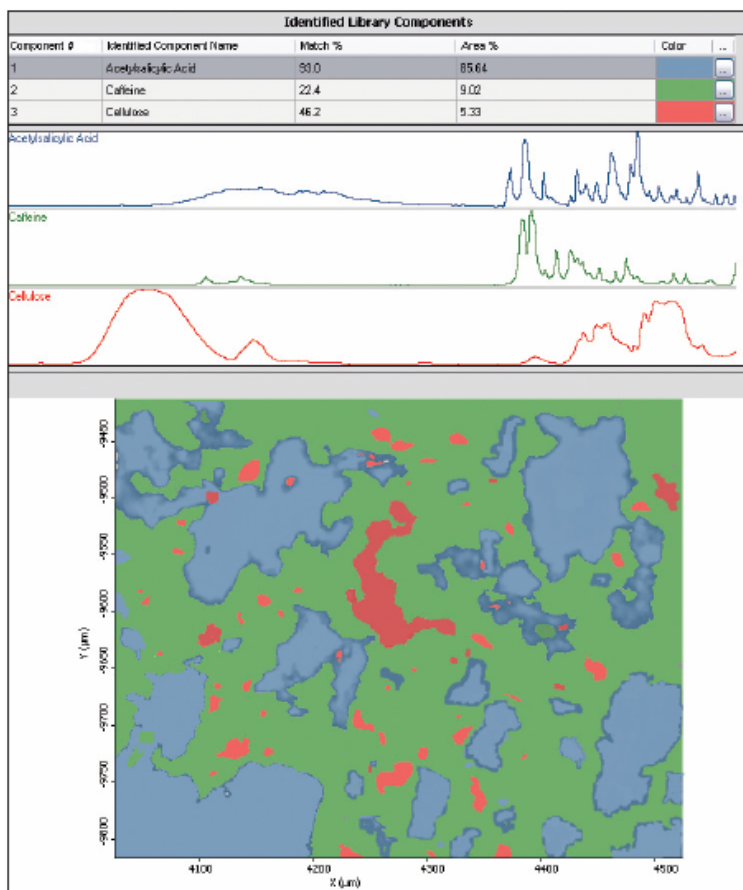 Identified Library Components
Component # Identified Component Name Match % Area % Color ...
1 Acetylsalicylic Acid 93.0 85.64 ...
2 Caffeine 22.4 9.02 ...
3 Cellulose 46.2 5.33 ...
Acetylsalicylic Acid
Caffeine
Cellulose
-9450
-9500
-9550
-9600
-9650
-9700
-9750
-9800
Y (µm)
4100 4200 4300 4400 4500
X (µm)